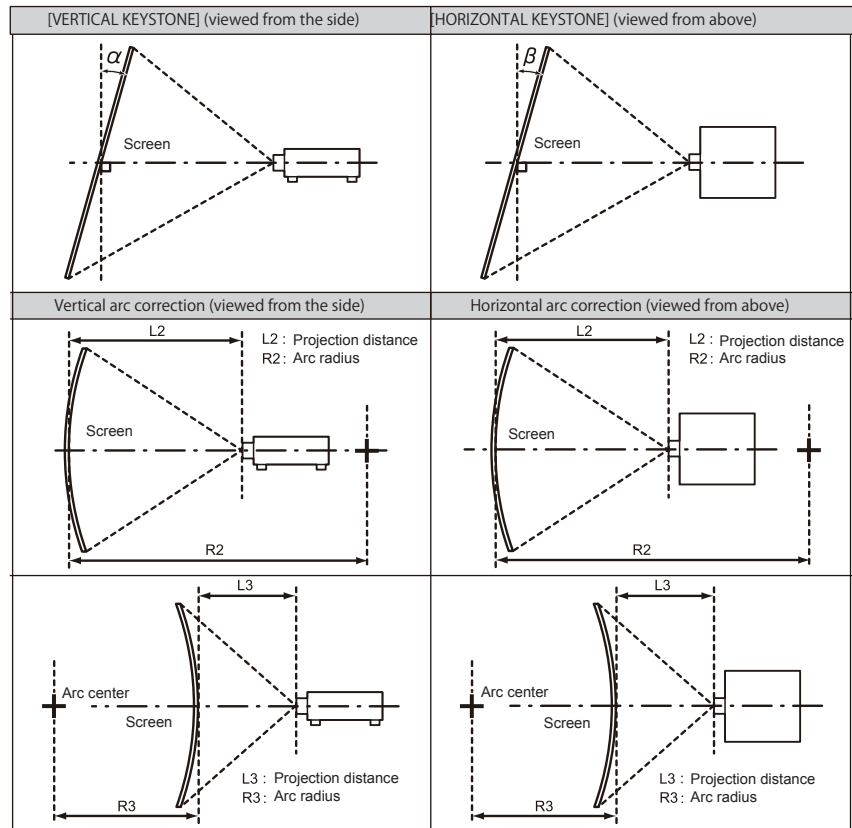 [VERTICAL KEYSTONE] (viewed from the side)
[HORIZONTAL KEYSTONE] (viewed from above)
α
Screen
β
Screen
Vertical arc correction (viewed from the side)
Horizontal arc correction (viewed from above)
L2
L2 : Projection distance
R2 : Arc radius
Screen
R2
L2
L2 : Projection distance
R2 : Arc radius
Screen
R2
L3
Arc center
Screen
L3 : Projection distance
R3 : Arc radius
R3
L3
Arc center
Screen
L3 : Projection distance
R3 : Arc radius
R3